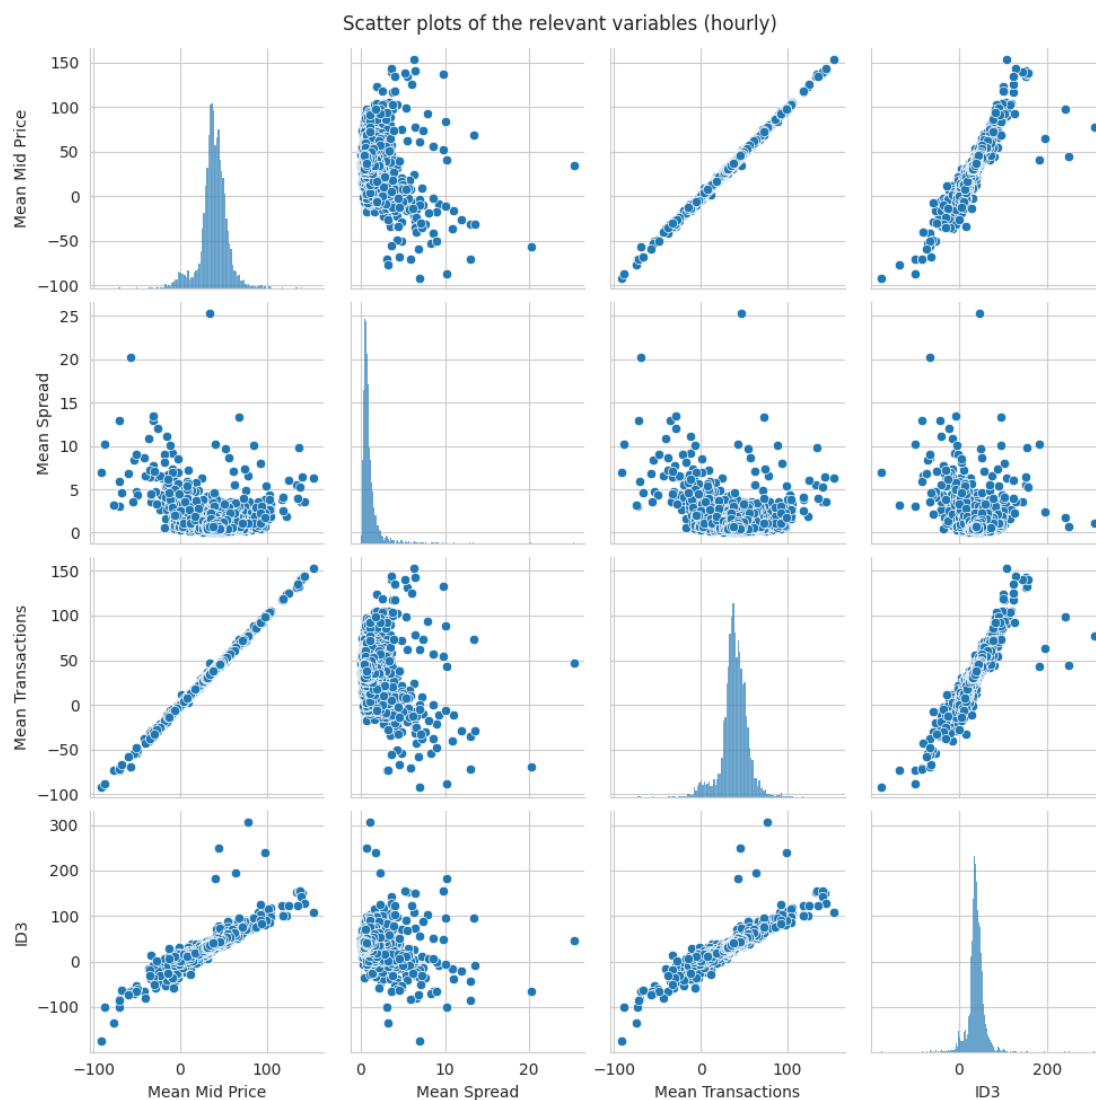 Scatter plots of the relevant variables (hourly)
Mean Mid Price
150
100
50
0
−50
−100
Mean Spread
25
20
15
10
5
0
Mean Transactions
150
100
50
0
−50
−100
ID3
300
200
100
0
−100
−100 0 100
0 10 20 30
−100 0 100
0 200
Mean Mid Price
Mean Spread
Mean Transactions
ID3